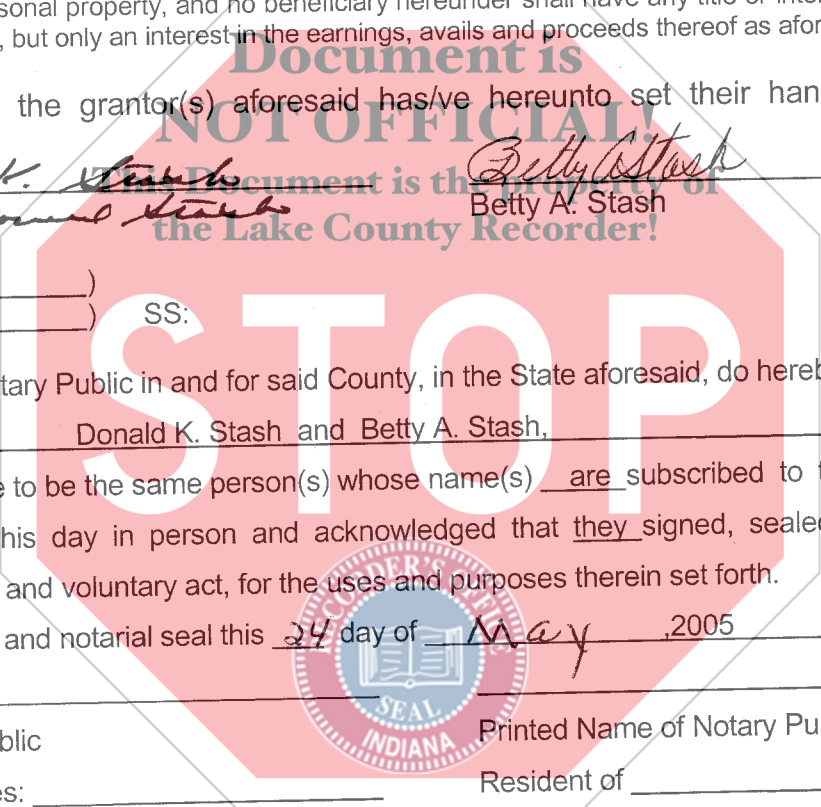 sonal property, and no beneficiary hereunder shall have any title or inter
, but only an interest in the earnings, avails and proceeds thereof as afor
Document is
the grantor(s) aforesaid has/ve hereunto set their han
NOT OFFICIAL!
K. Stash
Betty A Stash
This Document is the property of
Stash
Betty A. Stash
the Lake County Recorder!
)
) SS:
STOP
tary Public in and for said County, in the State aforesaid, do hereb
Donald K. Stash and Betty A. Stash,
e to be the same person(s) whose name(s) are subscribed to t
his day in person and acknowledged that they signed, seale
and voluntary act, for the uses and purposes therein set forth.
and notarial seal this 24 day of May ,2005
RECORDER'S OFFICE
SEAL
INDIANA
blic
Printed Name of Notary Pu
es:
Resident of